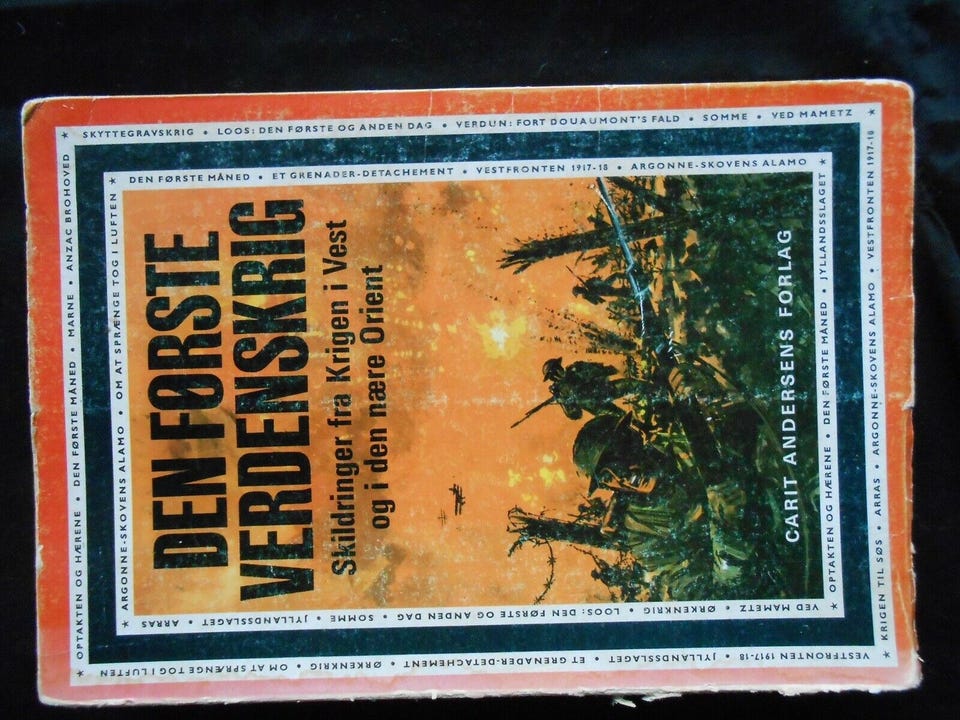 OPTAKTEN OG HÆRENE • DEN FØRSTE MÅNED • MARNE • ANZAC BROHOVED
SKYTTEGRAVSKRIG • LOOS: DEN FØRSTE OG ANDEN DAG • VERDUN: FORT DOUAUMONT'S FALD • SOMME • VED MAMETZ
KRIGEN TIL SØS • ARRAS • ARGONNE-SKOVENS ALAMO • VESTFRONTEN 1917-18
VESTFRONTEN 1917-18 • JYLLANDSSLAGET • ET GRENADER-DETACHEMENT • ØRKENKRIG • OM AT SPRÆNGE TOG I LUFTEN
ARGONNE-SKOVENS ALAMO • OM AT SPRÆNGE TOG I LUFTEN
DEN FØRSTE MÅNED • ET GRENADER-DETACHEMENT • VESTFRONTEN 1917-18 • ARGONNE-SKOVENS ALAMO
OPTAKTEN OG HÆRENE • DEN FØRSTE MÅNED • JYLLANDSSLAGET
VED MAMETZ • ØRKENKRIG • LOOS: DEN FØRSTE OG ANDEN DAG • SOMME • JYLLANDSSLAGET • ARRAS
DEN FØRSTE
VERDENSKRIG
Skildringer fra Krigen i Vest
og i den nære Orient
CARIT ANDERSENS FORLAG